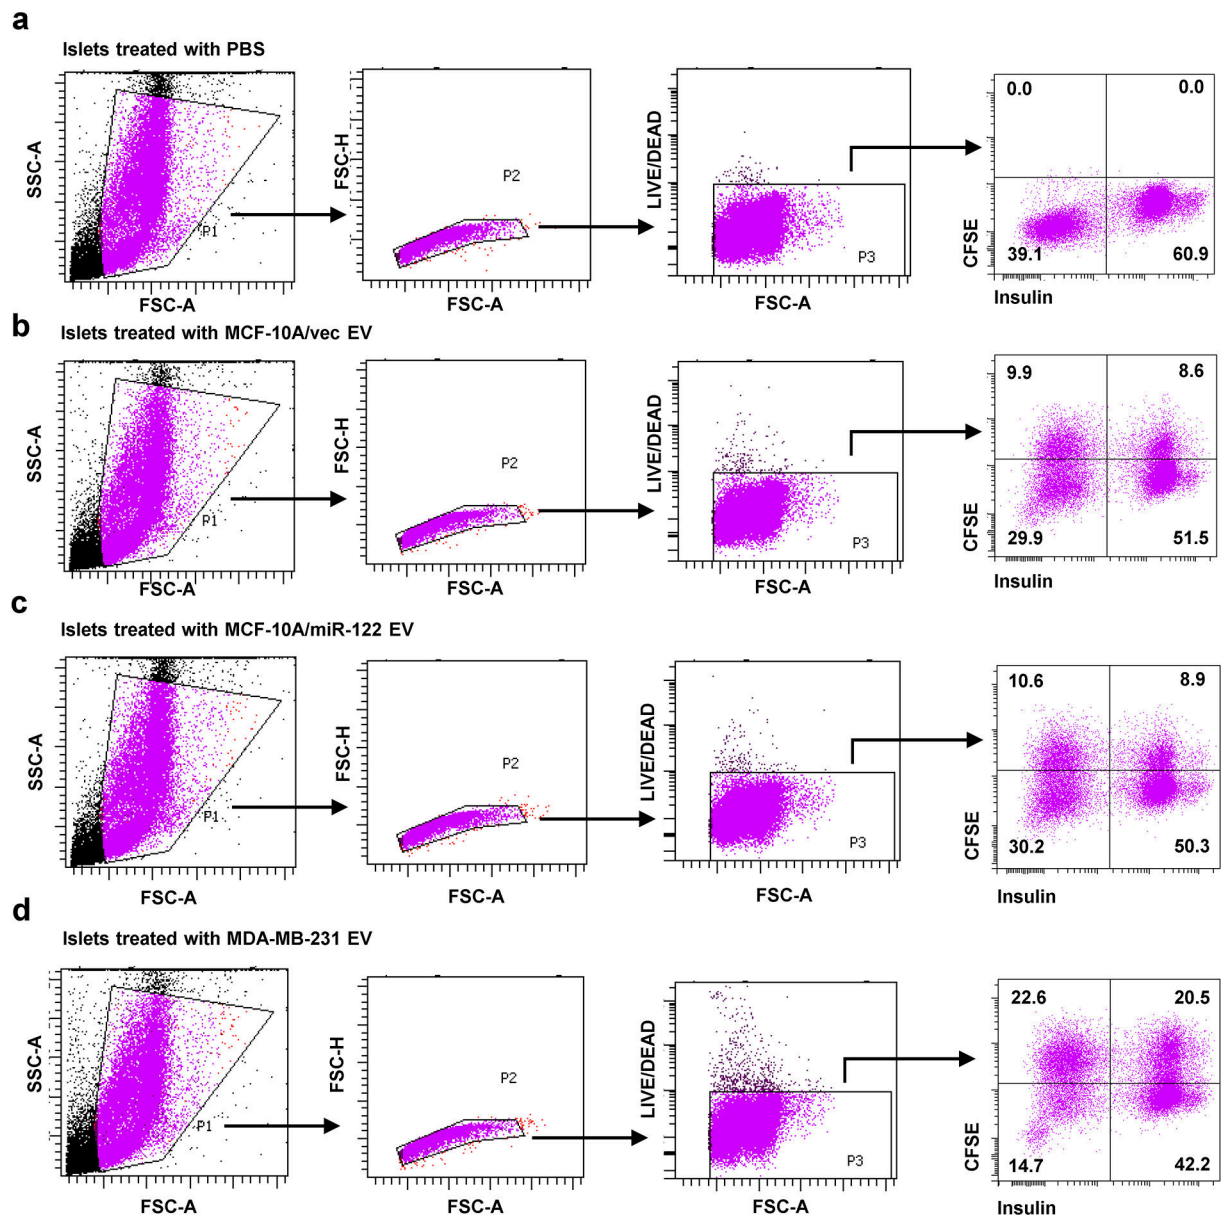 a
Islets treated with PBS
SSC-A
P1
FSC-A
FSC-H
P2
FSC-A
LIVE/DEAD
P3
FSC-A
0.0 0.0
CFSE
39.1 60.9
Insulin
b
Islets treated with MCF-10A/vec EV
SSC-A
P1
FSC-A
FSC-H
P2
FSC-A
LIVE/DEAD
P3
FSC-A
9.9 8.6
CFSE
29.9 51.5
Insulin
c
Islets treated with MCF-10A/miR-122 EV
SSC-A
P1
FSC-A
FSC-H
P2
FSC-A
LIVE/DEAD
P3
FSC-A
10.6 8.9
CFSE
30.2 50.3
Insulin
d
Islets treated with MDA-MB-231 EV
SSC-A
P1
FSC-A
FSC-H
P2
FSC-A
LIVE/DEAD
P3
FSC-A
22.6 20.5
CFSE
14.7 42.2
Insulin